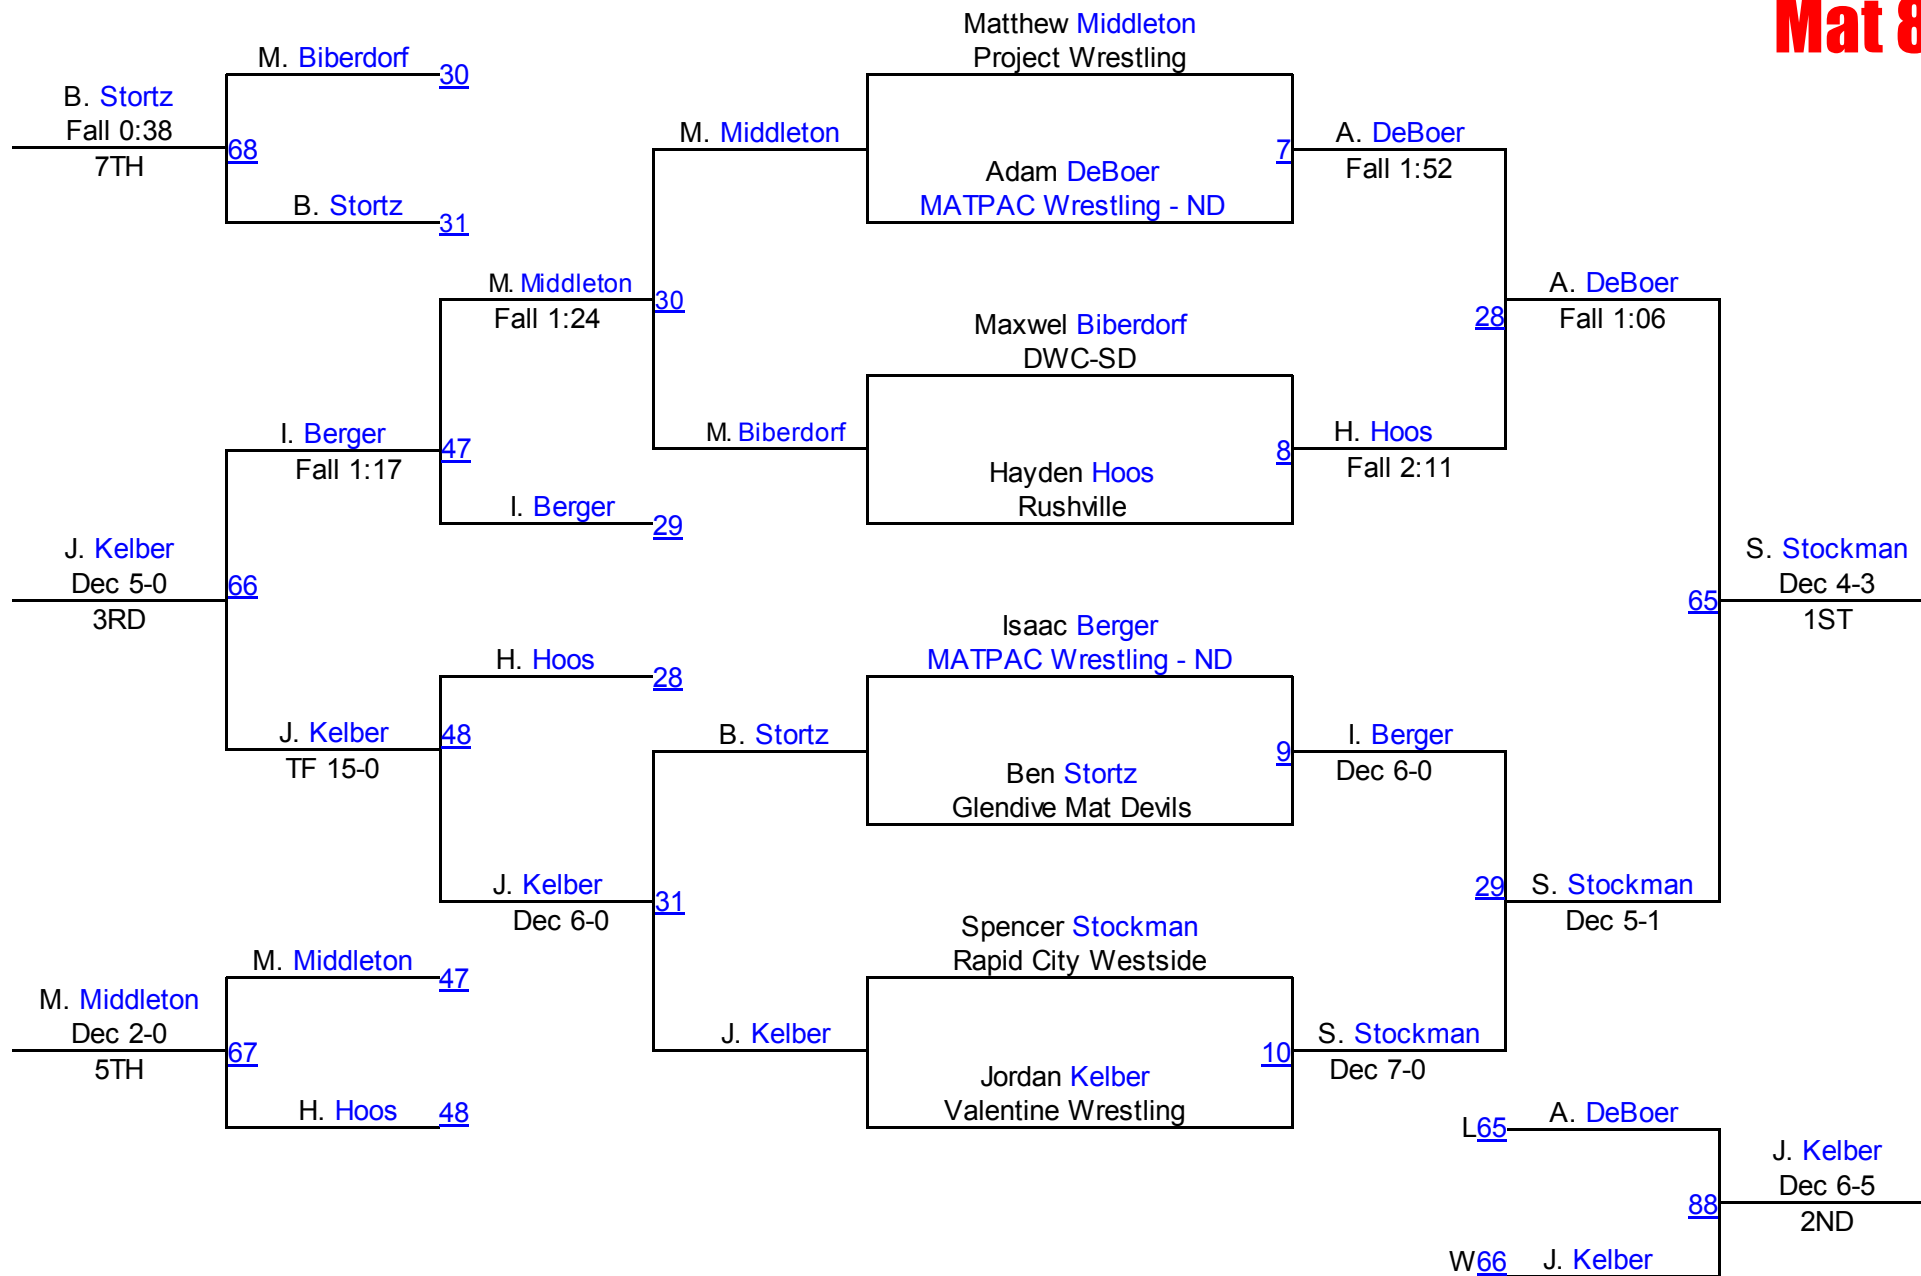 Mat 8
Matthew Middleton
Project Wrestling
M. Biberdorf
30
B. Stortz
Fall 0:38
7TH
68
B. Stortz
31
M. Middleton
Adam DeBoer
MATPAC Wrestling - ND
7
A. DeBoer
Fall 1:52
M. Middleton
Fall 1:24
30
Maxwel Biberdorf
DWC-SD
28
A. DeBoer
Fall 1:06
I. Berger
Fall 1:17
47
M. Biberdorf
Hayden Hoos
Rushville
8
H. Hoos
Fall 2:11
I. Berger
29
J. Kelber
Dec 5-0
3RD
66
S. Stockman
Dec 4-3
1ST
65
Isaac Berger
MATPAC Wrestling - ND
H. Hoos
28
J. Kelber
TF 15-0
48
B. Stortz
Ben Stortz
Glendive Mat Devils
9
I. Berger
Dec 6-0
J. Kelber
Dec 6-0
31
Spencer Stockman
Rapid City Westside
29
S. Stockman
Dec 5-1
M. Middleton
47
M. Middleton
Dec 2-0
5TH
67
H. Hoos
48
J. Kelber
Jordan Kelber
Valentine Wrestling
10
S. Stockman
Dec 7-0
L65
A. DeBoer
J. Kelber
Dec 6-5
2ND
88
W66
J. Kelber